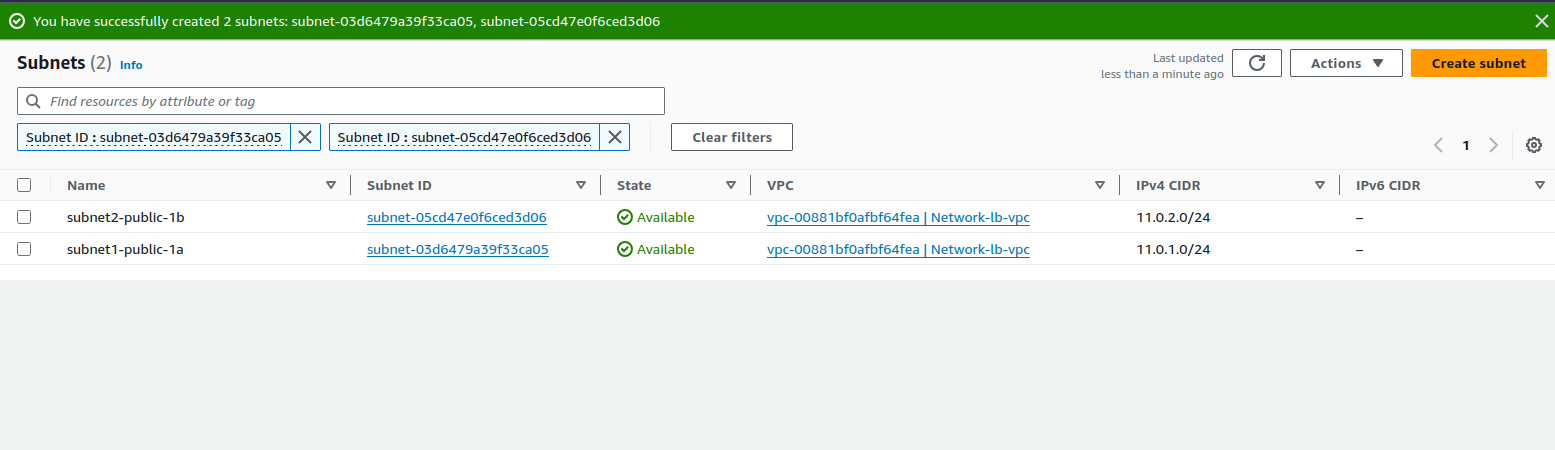 You have successfully created 2 subnets: subnet-03d6479a39f33ca05, subnet-05cd47e0f6ced3d06
Subnets (2) Info
Last updated
less than a minute ago
Actions
Create subnet
Find resources by attribute or tag
Subnet ID : subnet-03d6479a39f33ca05
Subnet ID : subnet-05cd47e0f6ced3d06
Clear filters
1
Name Subnet ID State VPC IPv4 CIDR IPv6 CIDR
subnet2-public-1b subnet-05cd47e0f6ced3d06 Available vpc-00881bf0afbf64fea | Network-lb-vpc 11.0.2.0/24 –
subnet1-public-1a subnet-03d6479a39f33ca05 Available vpc-00881bf0afbf64fea | Network-lb-vpc 11.0.1.0/24 –